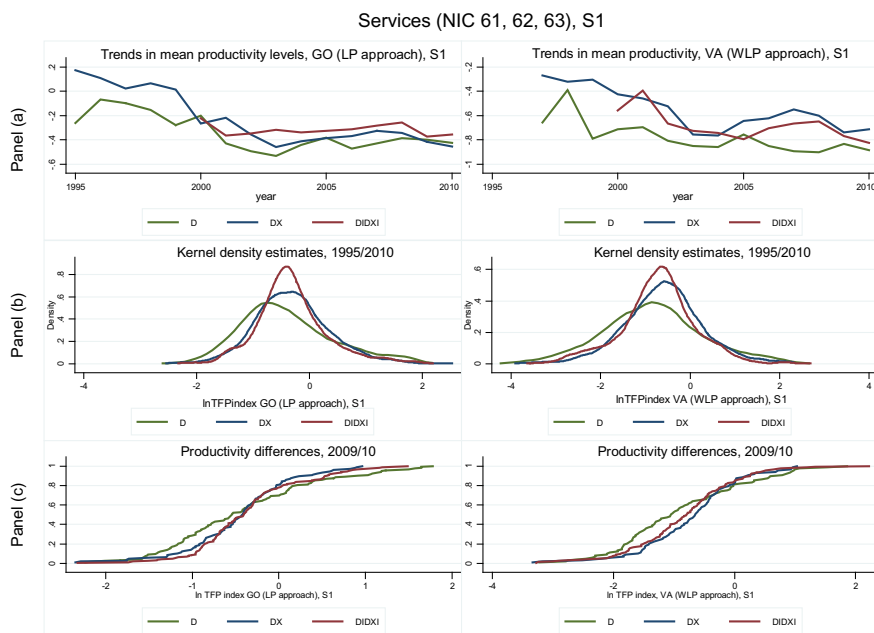 Services (NIC 61, 62, 63), S1
Panel (a)
Trends in mean productivity levels, GO (LP approach), S1
.2
0
-.2
-.4
-.6
1995 2000 2005 2010
year
D DX DIDXI
Trends in mean productivity, VA (WLP approach), S1
-.2
-.4
-.6
-.8
-1
1995 2000 2005 2010
year
D DX DIDXI
Panel (b)
Kernel density estimates, 1995/2010
Density
.8
.6
.4
.2
0
-4 -2 0 2
lnTFPindex GO (LP approach), S1
D DX DIDXI
Kernel density estimates, 1995/2010
Density
.6
.4
.2
0
-4 -2 0 2 4
lnTFPindex VA (WLP approach), S1
D DX DIDXI
Panel (c)
Productivity differences, 2009/10
1
.8
.6
.4
.2
0
-2 -1 0 1 2
ln TFP index GO (LP approach), S1
D DX DIDXI
Productivity differences, 2009/10
1
.8
.6
.4
.2
0
-4 -2 0 2
ln TFP index, VA (WLP approach), S1
D DX DIDXI